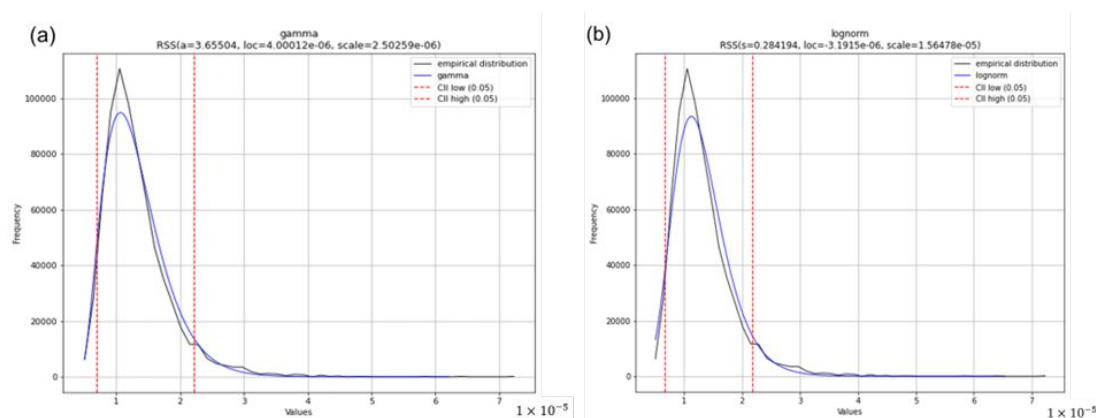 (a)
gamma
RSS(a=3.65504, loc=4.00012e-06, scale=2.50259e-06)
empirical distribution
gamma
CII low (0.05)
CII high (0.05)
100000
80000
60000
40000
20000
0
Frequency
1 2 3 4 5 6 7
Values
1 × 10⁻⁵
(b)
lognorm
RSS(s=0.284194, loc=-3.1915e-06, scale=1.56478e-05)
empirical distribution
lognorm
CII low (0.05)
CII high (0.05)
100000
80000
60000
40000
20000
0
Frequency
1 2 3 4 5 6 7
Values
1 × 10⁻⁵